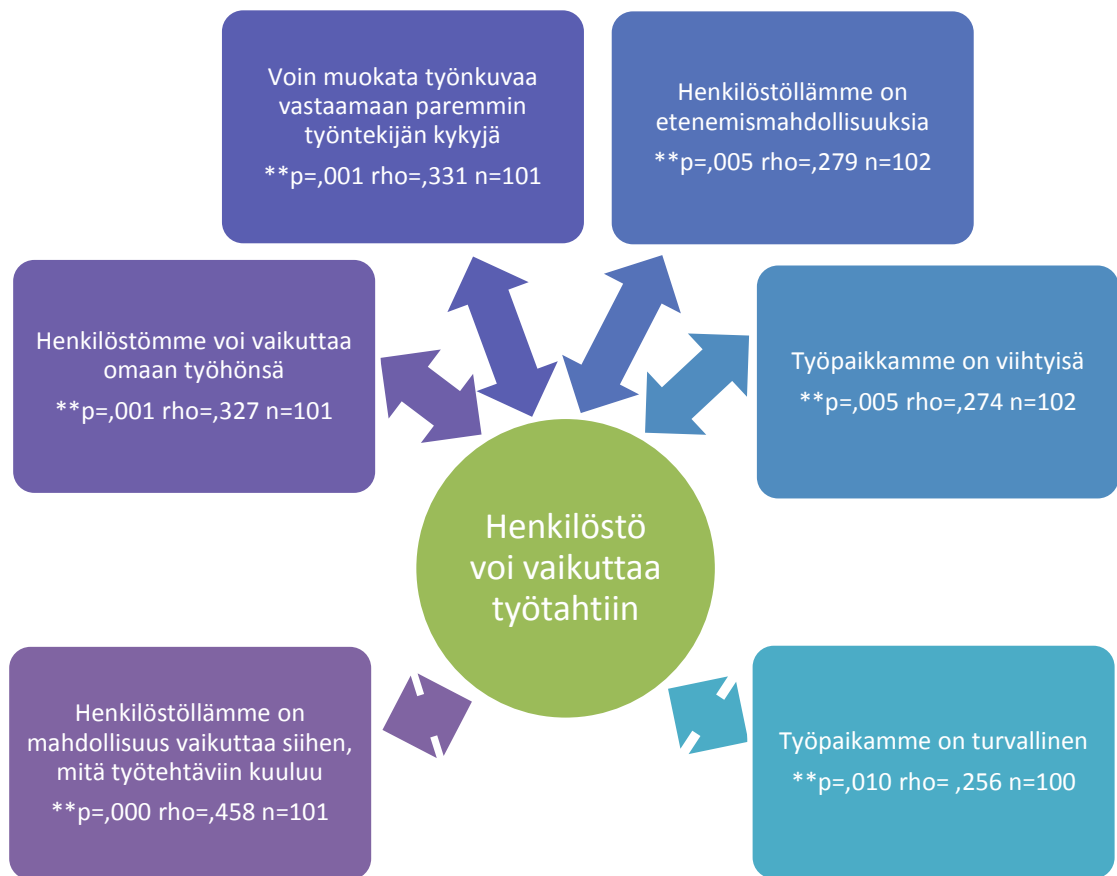 Voin muokata työnkuvaa
vastaamaan paremmin
työntekijän kykyjä
**p=,001 rho=,331 n=101
Henkilöstöllämme on
etenemismahdollisuuksia
**p=,005 rho=,279 n=102
Henkilöstömme voi vaikuttaa
omaan työhönsä
**p=,001 rho=,327 n=101
Työpaikkamme on viihtyisä
**p=,005 rho=,274 n=102
Henkilöstö
voi vaikuttaa
työtahtiin
Henkilöstöllämme on
mahdollisuus vaikuttaa siihen,
mitä työtehtäviin kuuluu
**p=,000 rho=,458 n=101
Työpaikamme on turvallinen
**p=,010 rho= ,256 n=100